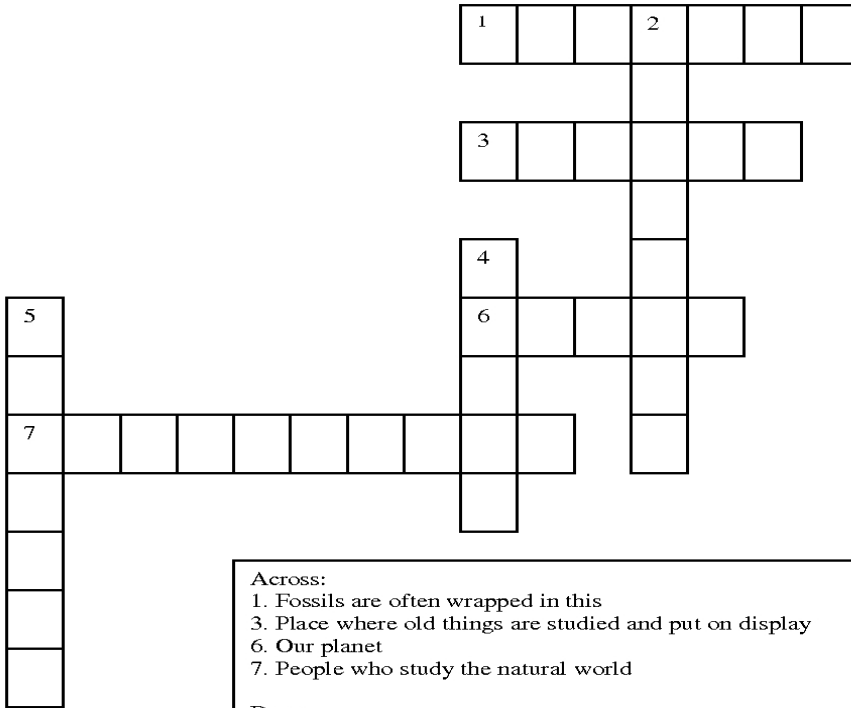 1 2
3
4
5 6
7
Across:
1. Fossils are often wrapped in this
3. Place where old things are studied and put on display
6. Our planet
7. People who study the natural world